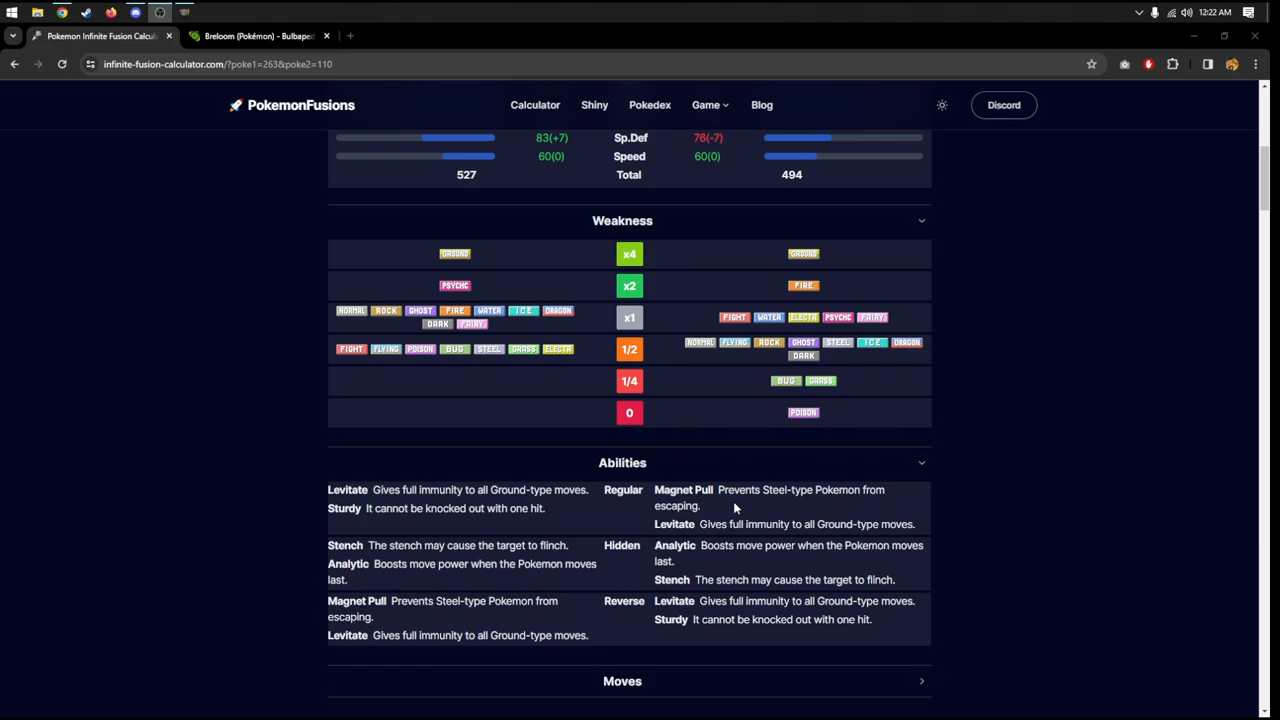 12:22 AM
Pokemon Infinite Fusion Calcula
Breloom (Pokémon) - Bulbaped
infinite-fusion-calculator.com/?poke1=263&poke2=110
PokemonFusions
Calculator
Shiny
Pokedex
Game
Blog
Discord
83(+7) Sp.Def 76(-7)
60(0) Speed 60(0)
527 Total 494
Weakness
GROUND x4 GROUND
PSYCHC x2 FIRE
NORMAL ROCK GHOST FIRE WATER ICE DRAGON
DARK FAIRY
x1
FIGHT WATER ELECTR PSYCHC FAIRY
FIGHT FLYING POISON BUG STEEL GRASS ELECTR
1/2
NORMAL FLYING ROCK GHOST STEEL ICE DRAGON
DARK
1/4 BUG GRASS
0 POISON
Abilities
Levitate Gives full immunity to all Ground-type moves.
Sturdy It cannot be knocked out with one hit.
Regular
Magnet Pull Prevents Steel-type Pokemon from
escaping.
Levitate Gives full immunity to all Ground-type moves.
Stench The stench may cause the target to flinch.
Analytic Boosts move power when the Pokemon moves
last.
Hidden
Analytic Boosts move power when the Pokemon moves
last.
Stench The stench may cause the target to flinch.
Magnet Pull Prevents Steel-type Pokemon from
escaping.
Levitate Gives full immunity to all Ground-type moves.
Reverse
Levitate Gives full immunity to all Ground-type moves.
Sturdy It cannot be knocked out with one hit.
Moves